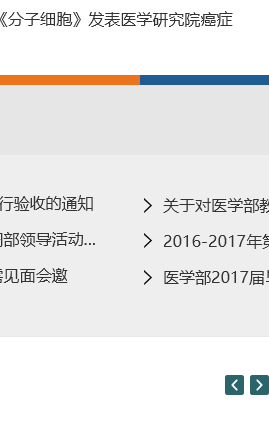 《分子细胞》发表医学研究院癌症
行验收的通知
部领导活动...
见面会邀
关于对医学部教
2016-2017年第
医学部2017届